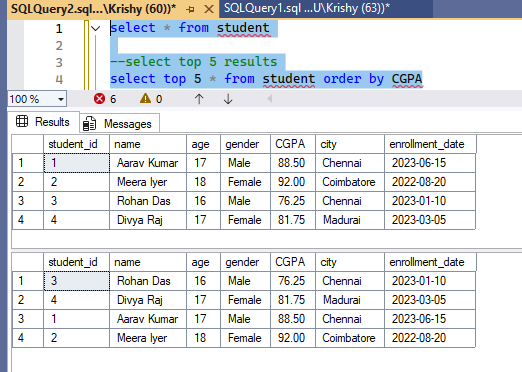 SQLQuery2.sql...\Krishy (60))* SQLQuery1.sql ...U\Krishy (63))*
1 select * from student
2
3 --select top 5 results
4 select top 5 * from student order by CGPA
100 % 6 0
Results Messages
student_id name age gender CGPA city enrollment_date
1 1 Aarav Kumar 17 Male 88.50 Chennai 2023-06-15
2 2 Meera Iyer 18 Female 92.00 Coimbatore 2022-08-20
3 3 Rohan Das 16 Male 76.25 Chennai 2023-01-10
4 4 Divya Raj 17 Female 81.75 Madurai 2023-03-05
student_id name age gender CGPA city enrollment_date
1 3 Rohan Das 16 Male 76.25 Chennai 2023-01-10
2 4 Divya Raj 17 Female 81.75 Madurai 2023-03-05
3 1 Aarav Kumar 17 Male 88.50 Chennai 2023-06-15
4 2 Meera Iyer 18 Female 92.00 Coimbatore 2022-08-20